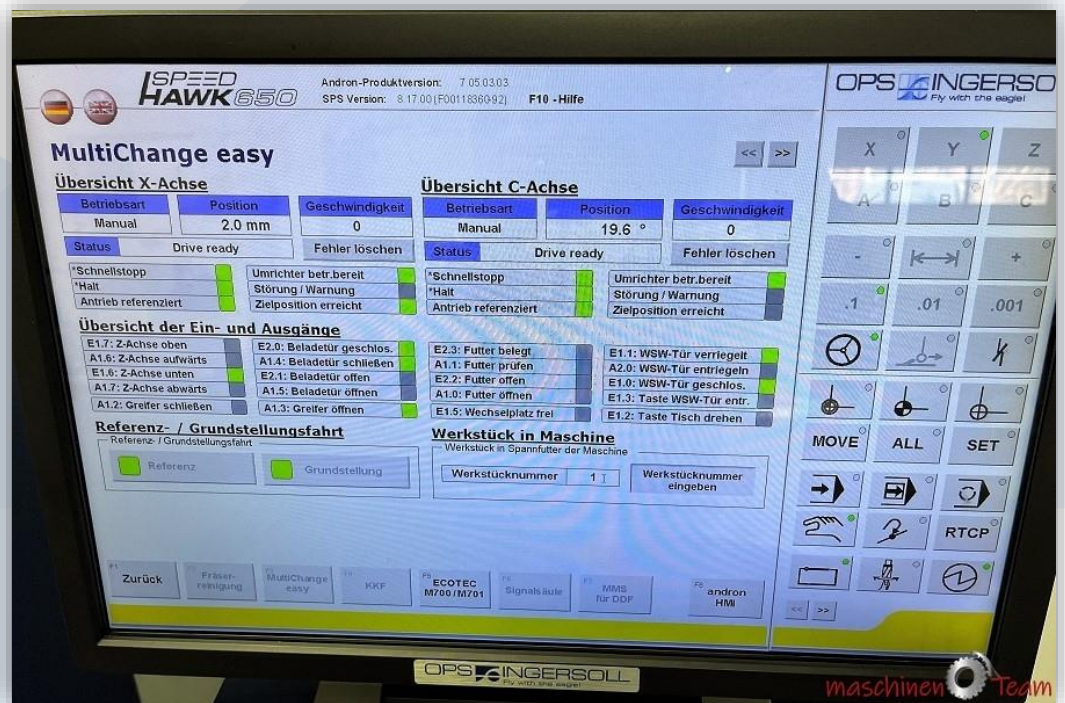 SPEED
HAWK 650
Andron-Produktversion: 7.05.03.03
SPS Version: 8.17.00 [F00118360-92] F10 - Hilfe
OPS INGERSO
Fly with the eagle!
MultiChange easy
<< >>
Übersicht X-Achse
Betriebsart Position Geschwindigkeit
Manual 2.0 mm 0
Status Drive ready Fehler löschen
*Schnellstopp Umrichter betr.bereit
*Halt Störung / Warnung
Antrieb referenziert Zielposition erreicht
Übersicht C-Achse
Betriebsart Position Geschwindigkeit
Manual 19.6 ° 0
Status Drive ready Fehler löschen
*Schnellstopp Umrichter betr.bereit
*Halt Störung / Warnung
Antrieb referenziert Zielposition erreicht
Übersicht der Ein- und Ausgänge
E1.7: Z-Achse oben E2.0: Beladetür geschlos. E2.3: Futter belegt E1.1: WSW-Tür verriegelt
A1.6: Z-Achse aufwärts A1.4: Beladetür schließen A1.1: Futter prüfen A2.0: WSW-Tür entriegeln
E1.6: Z-Achse unten E2.1: Beladetür offen E2.2: Futter offen E1.0: WSW-Tür geschlos.
A1.7: Z-Achse abwärts A1.5: Beladetür öffnen A1.0: Futter öffnen E1.3: Taste WSW-Tür entr.
A1.2: Greifer schließen A1.3: Greifer öffnen E1.5: Wechselplatz frei E1.2: Taste Tisch drehen
Referenz- / Grundstellungsfahrt
Referenz- / Grundstellungsfahrt
Referenz Grundstellung
Werkstück in Maschine
Werkstück in Spannfutter der Maschine
Werkstücknummer 1 Werkstücknummer
eingeben
F1 Zurück
Fräser-
reinigung
MultiChange
easy
KKF
F5 ECOTEC
M700 / M701
Signalsäule
MMS
für DDF
F8 andron
HMI
X Y Z
A B C
- +
.1 .01 .001
MOVE ALL SET
RTCP
<< >>
OPS INGERSOLL
Fly with the eagle!
maschinen Team